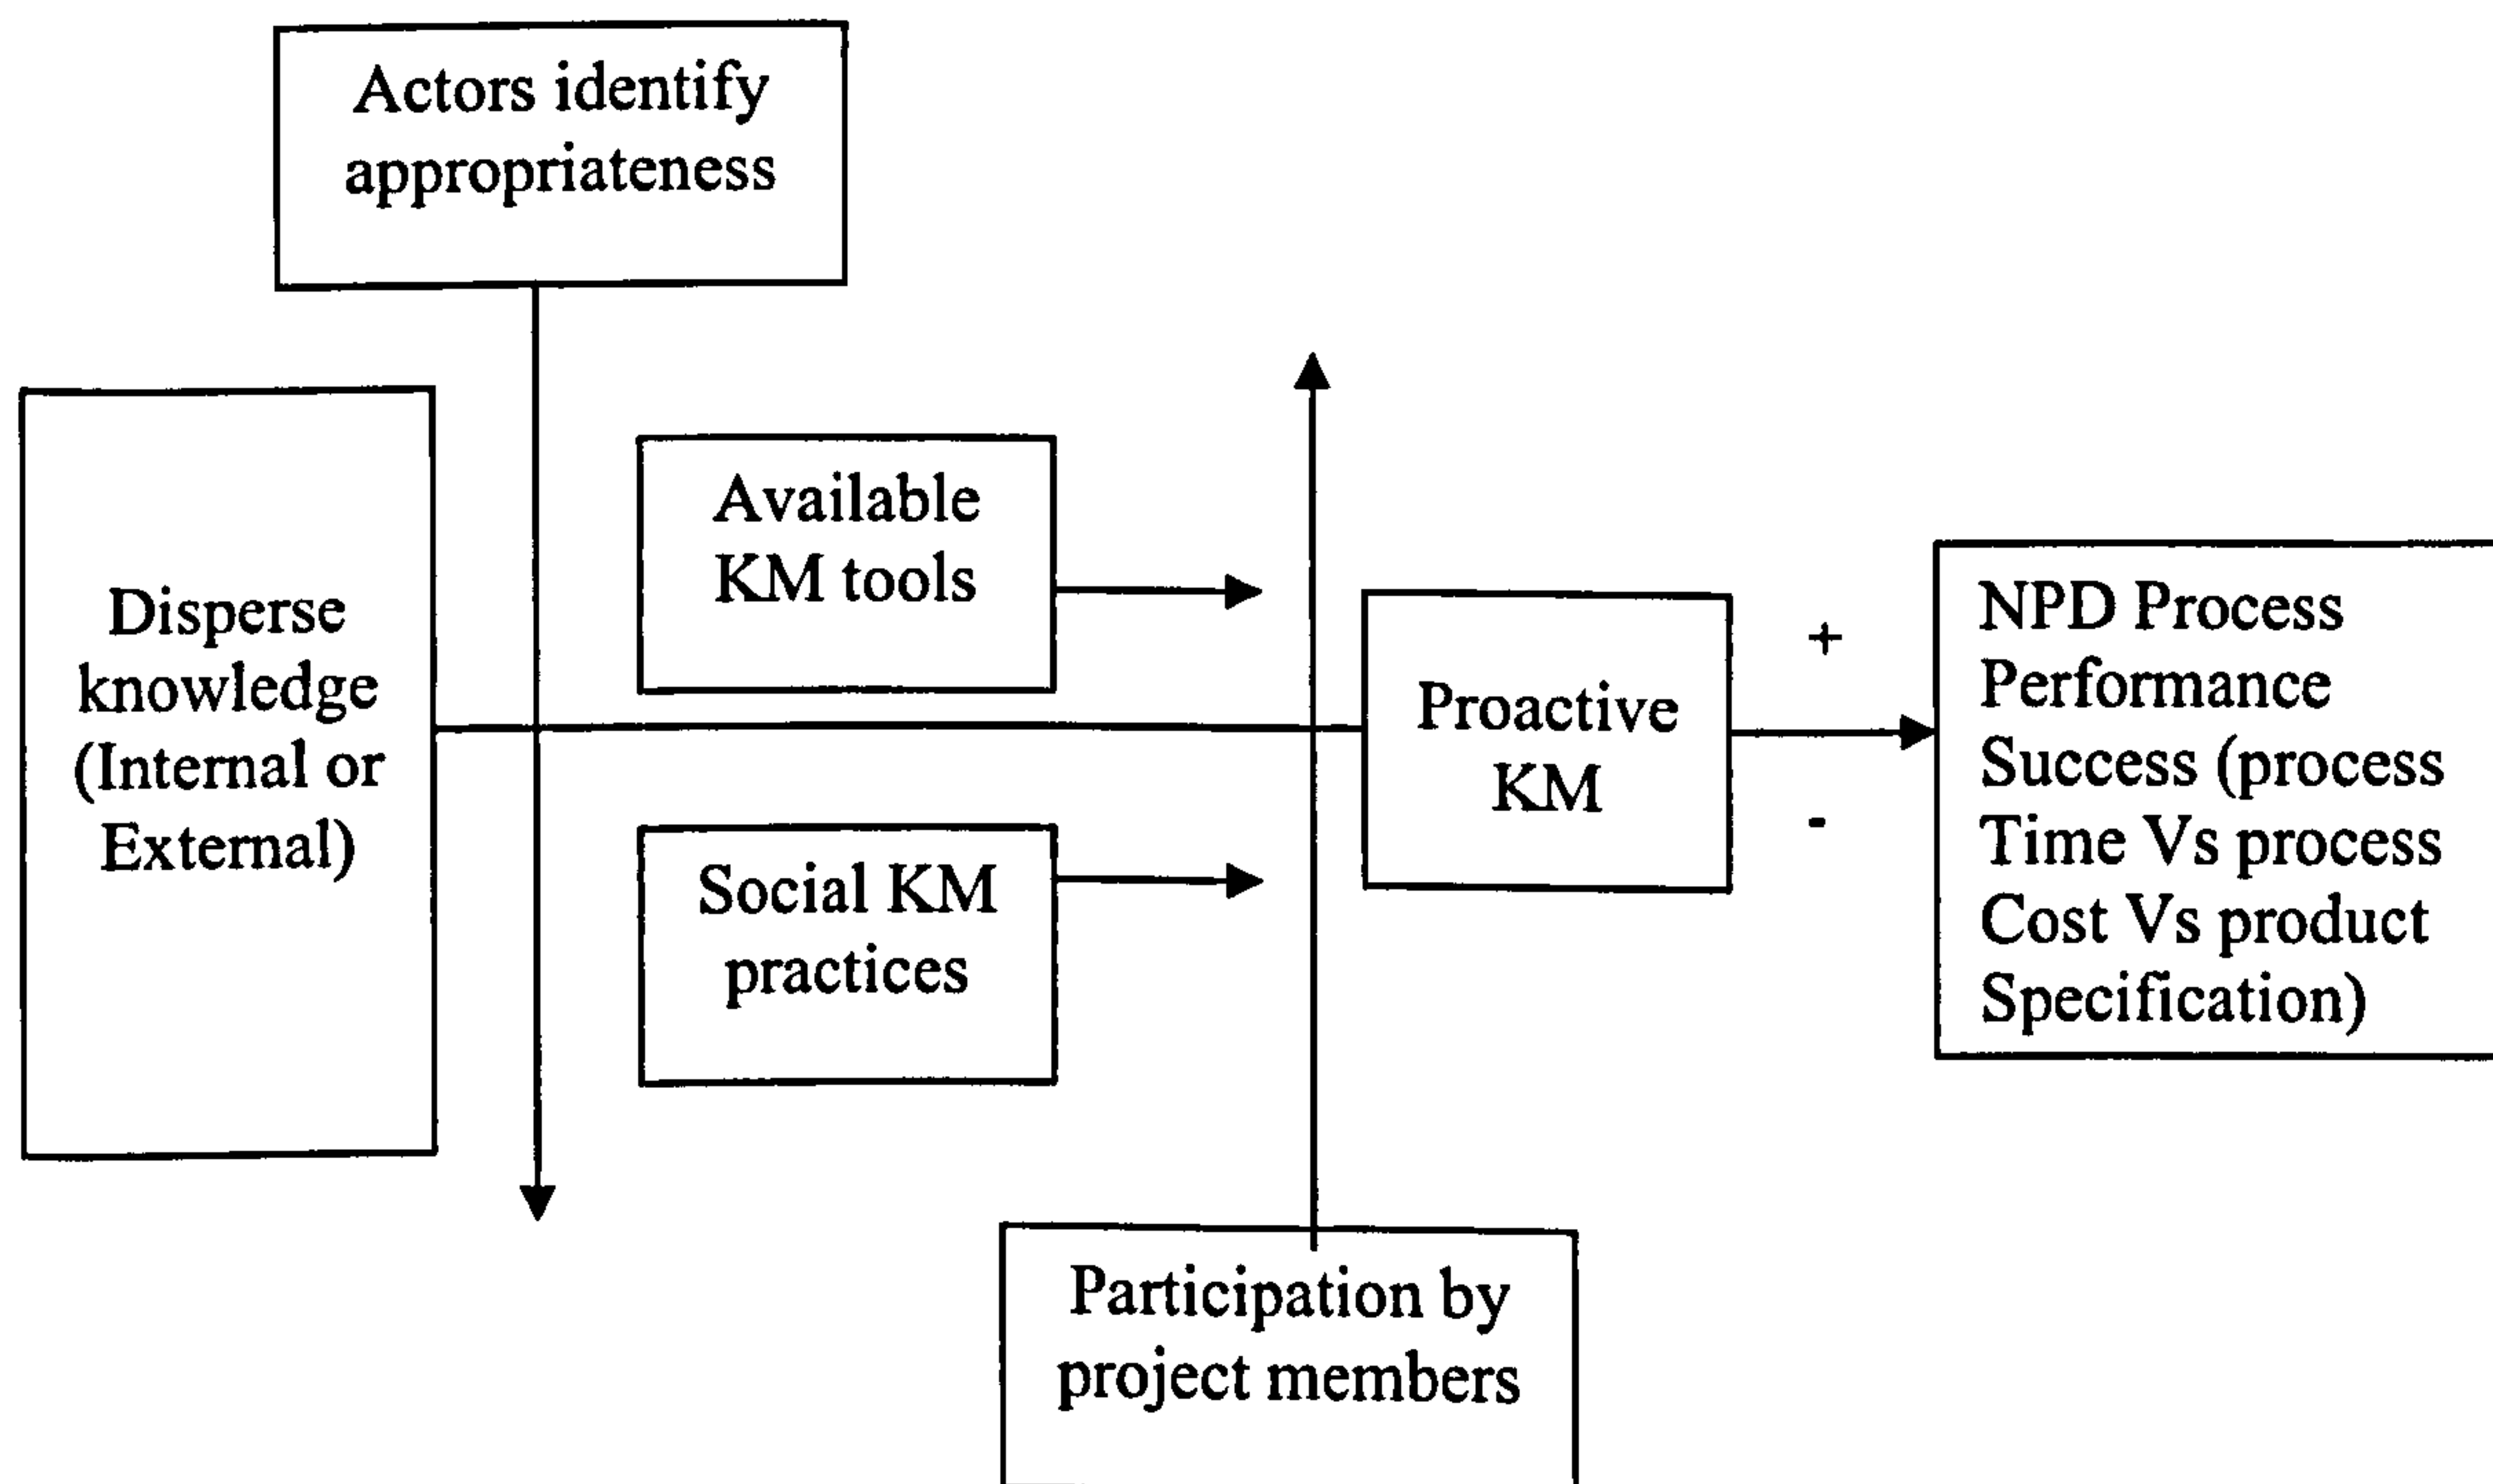 Actors identify
appropriateness
Disperse
knowledge
(Internal or
External)
Available
KM tools
Social KM
practices
Proactive
KM
+
-
NPD Process
Performance
Success (process
Time Vs process
Cost Vs product
Specification)
Participation by
project members